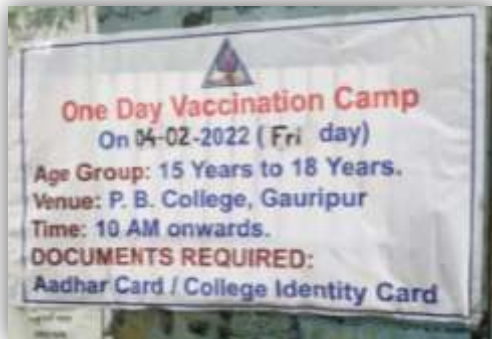 One Day Vaccination Camp
On 04-02-2022 (Fri day)
Age Group: 15 Years to 18 Years.
Venue: P. B. College, Gauripur
Time: 10 AM onwards.
DOCUMENTS REQUIRED:
Aadhar Card / College Identity Card